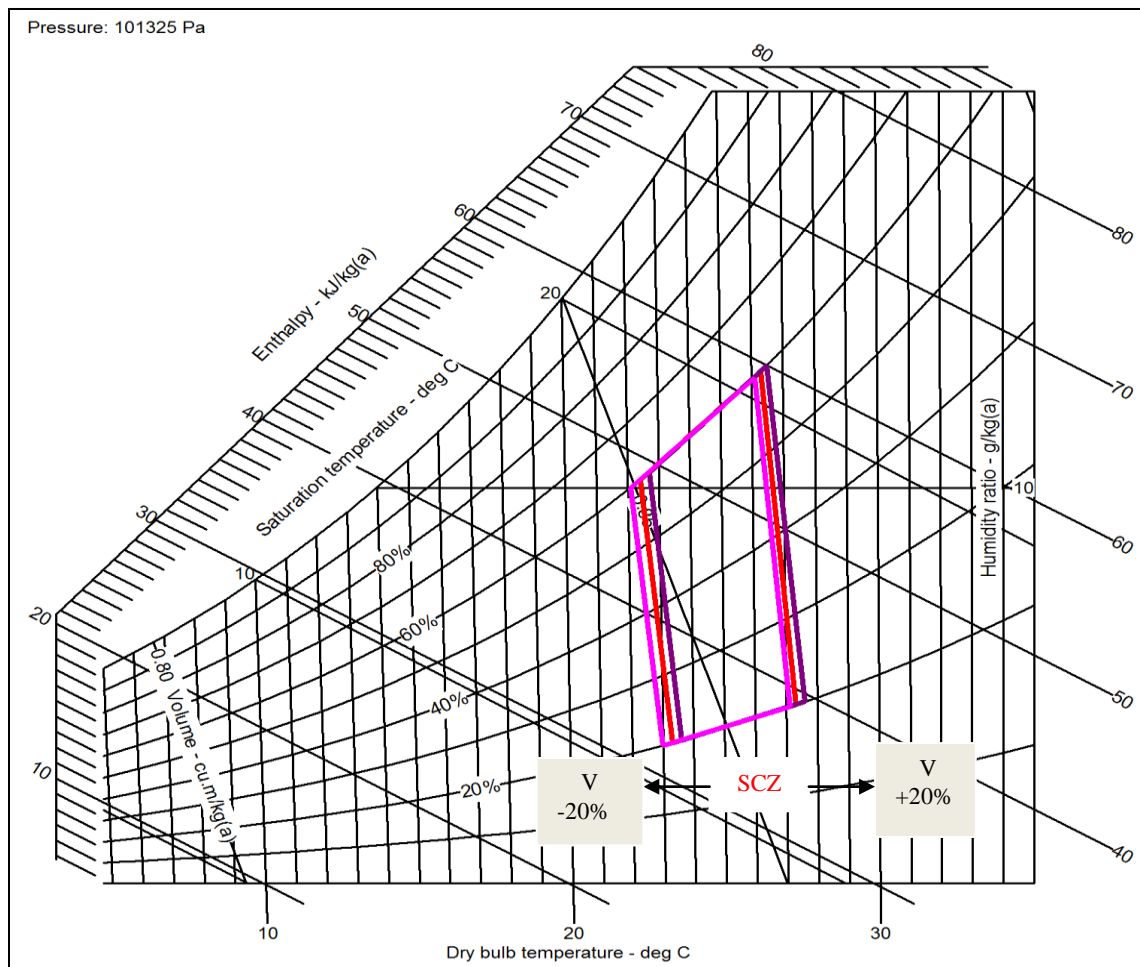 Pressure: 101325 Pa
80
70
60
50
40
30
20
10
Enthalpy - kJ/kg(a)
Saturation temperature - deg C
20
10
80%
60%
40%
20%
0.80 Volume - cu.m/kg(a)
Humidity ratio - g/kg(a)
10
80
70
60
50
40
V
-20%
SCZ
V
+20%
10
20
30
Dry bulb temperature - deg C